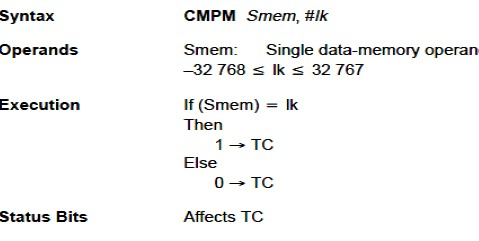 Syntax CMPM Smem, #lk
Operands Smem: Single data-memory
–32 768 ≤ lk ≤ 32 767
Execution If (Smem) = lk
Then
1 → TC
Else
0 → TC
Status Bits Affects TC